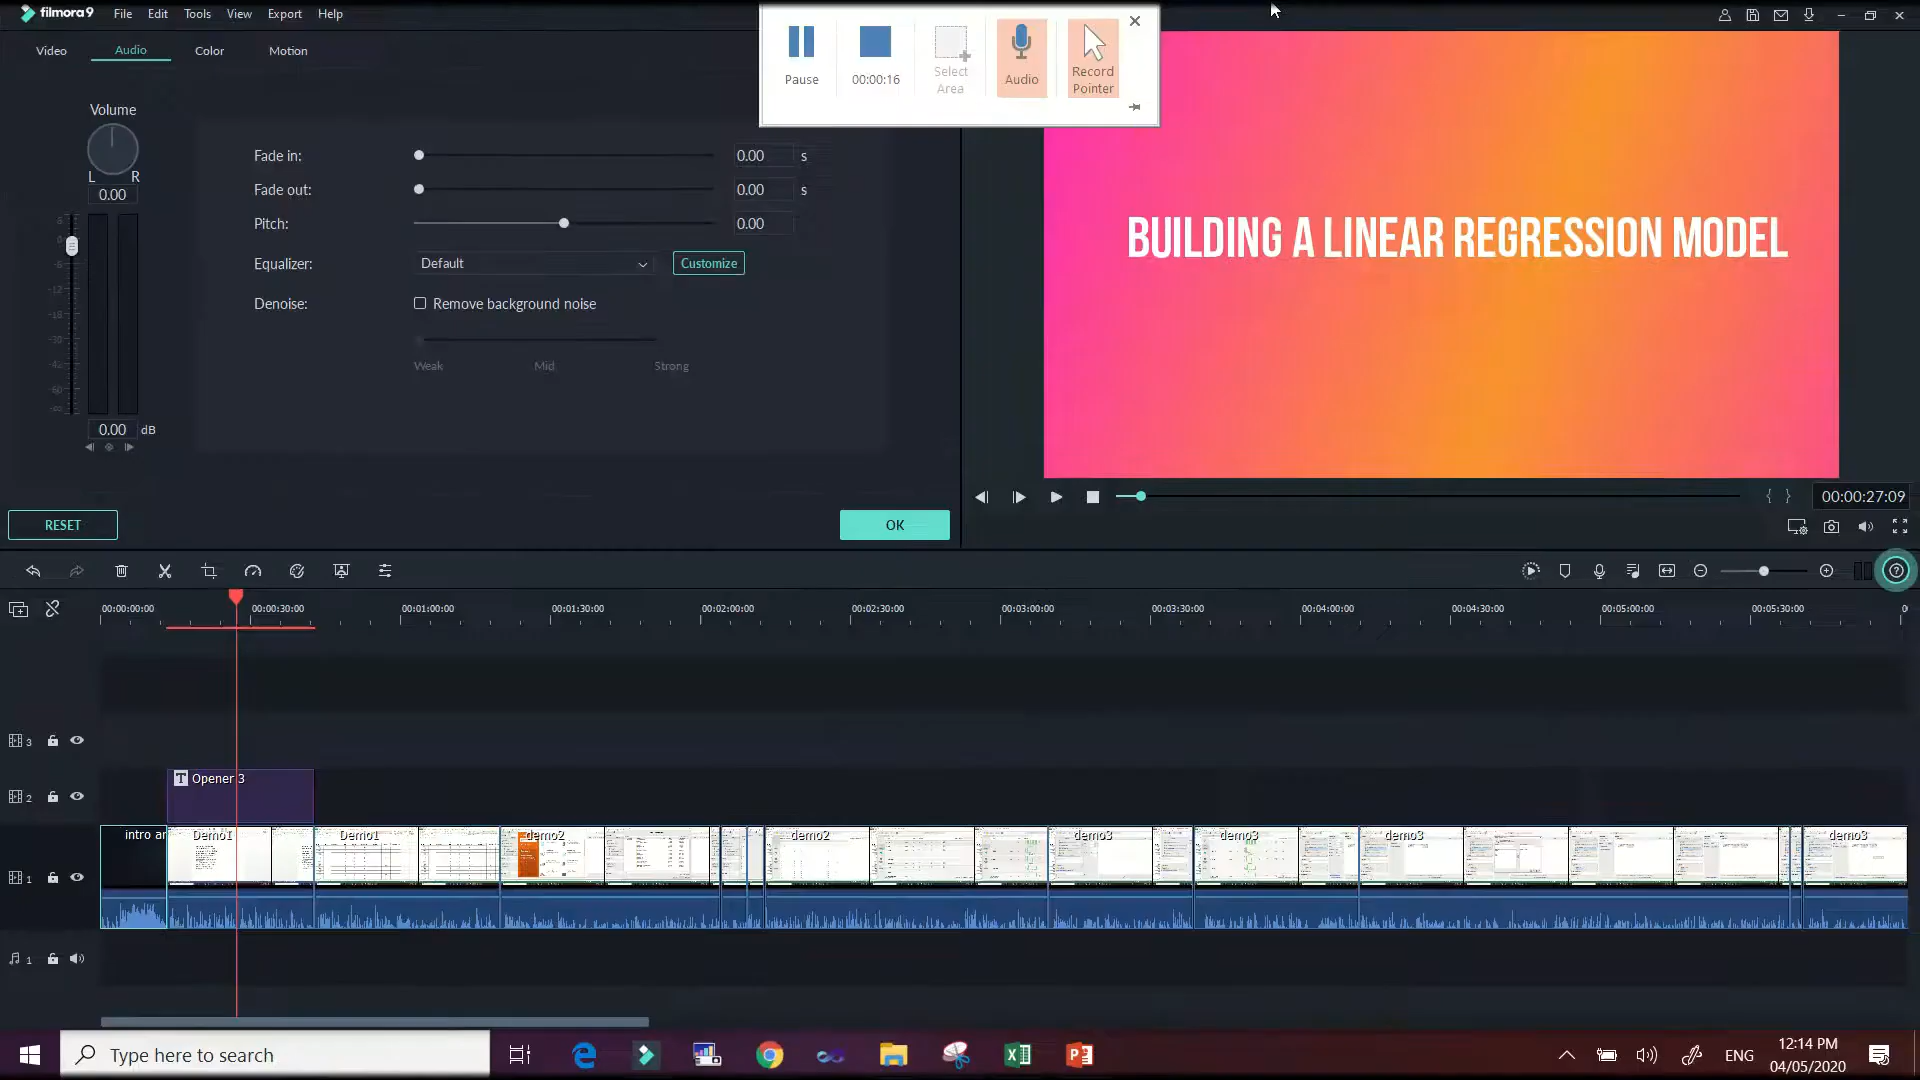 filmora9 File Edit Tools View Export Help
Video Audio Color Motion
Pause 00:00:16 Select Area Audio Record Pointer
Volume
L R
0.00
Fade in: 0.00 s
Fade out: 0.00 s
Pitch: 0.00
Equalizer: Default Customize
Denoise: Remove background noise
Weak Mid Strong
0.00 dB
RESET OK
BUILDING A LINEAR REGRESSION MODEL
{ } 00:00:27:09
00:00:00:00 00:00:30:00 00:01:00:00 00:01:30:00 00:02:00:00 00:02:30:00 00:03:00:00 00:03:30:00 00:04:00:00 00:04:30:00 00:05:00:00 00:05:30:00
3
2 T Opener 3
1 intro ar Demo1 Demo1 demo2 demo2 demo3 demo3 demo3 demo3
1
Type here to search
ENG 12:14 PM
04/05/2020